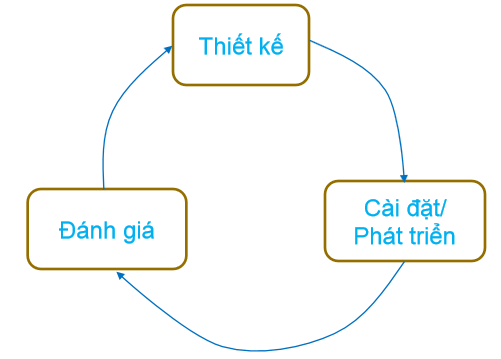 Thiết kế
Cài đặt/
Phát triển
Đánh giá